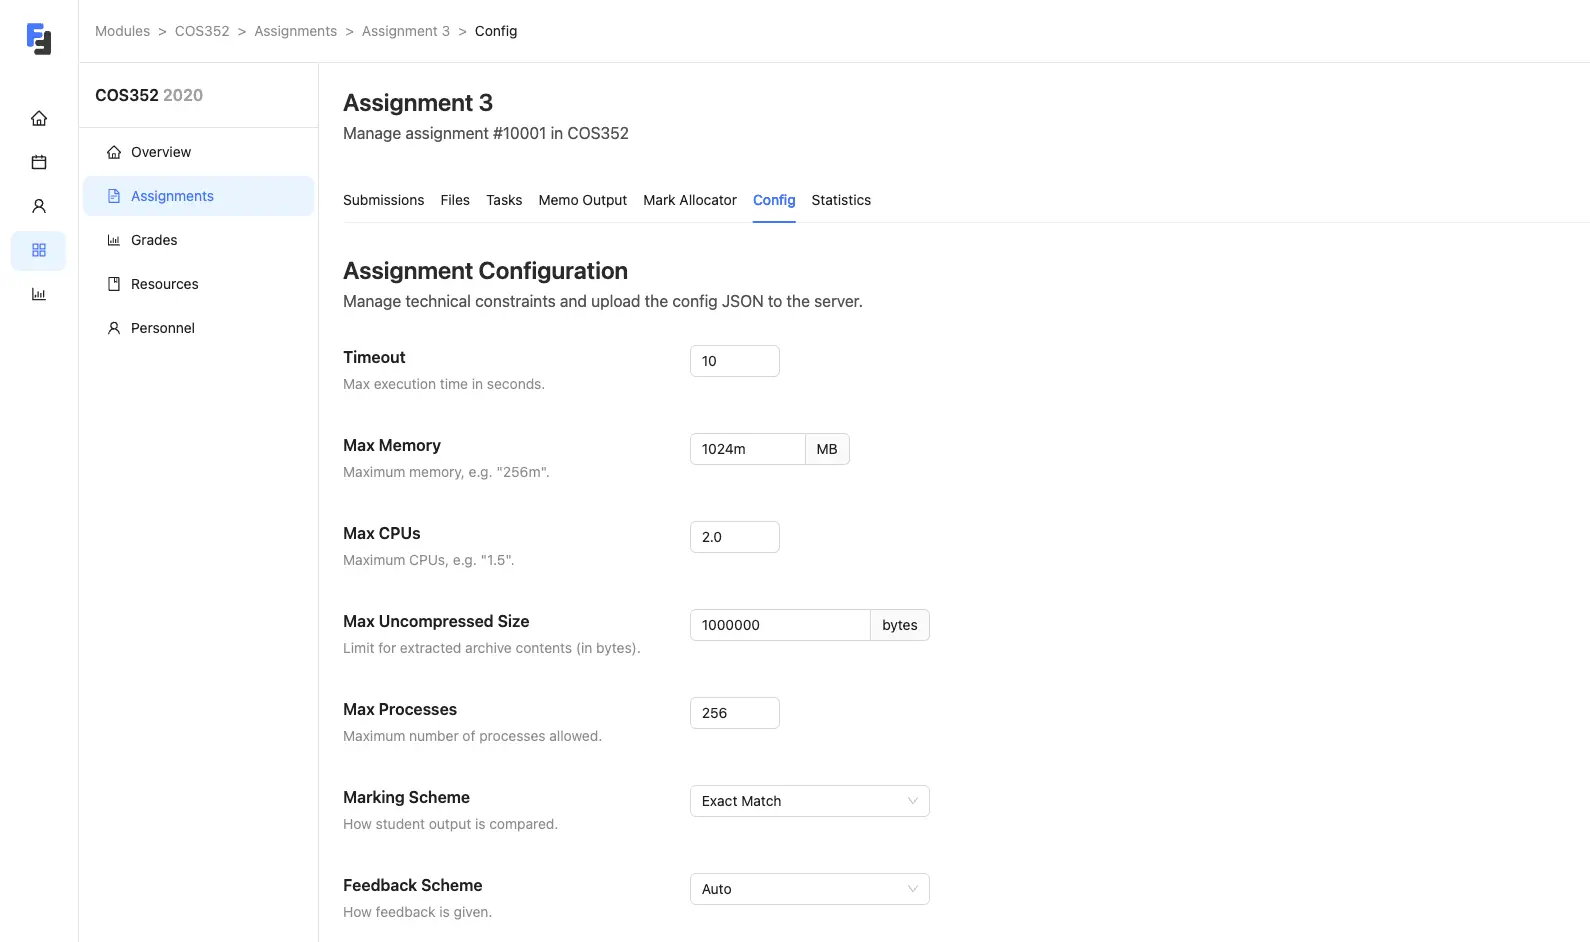 Modules > COS352 > Assignments > Assignment 3 > Config
COS352 2020
Overview
Assignments
Grades
Resources
Personnel
Assignment 3
Manage assignment #10001 in COS352
Submissions Files Tasks Memo Output Mark Allocator Config Statistics
Assignment Configuration
Manage technical constraints and upload the config JSON to the server.
Timeout
10
Max execution time in seconds.
Max Memory
1024m MB
Maximum memory, e.g. "256m".
Max CPUs
2.0
Maximum CPUs, e.g. "1.5".
Max Uncompressed Size
1000000 bytes
Limit for extracted archive contents (in bytes).
Max Processes
256
Maximum number of processes allowed.
Marking Scheme
Exact Match
How student output is compared.
Feedback Scheme
Auto
How feedback is given.